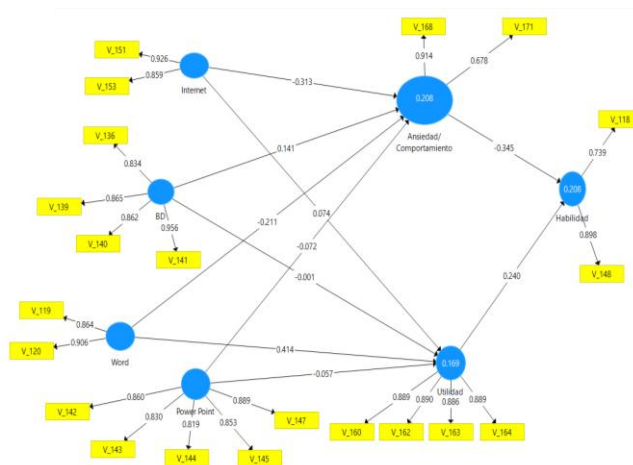 V_168
V_171
V_151
0.926
0.914
0.678
V_153
0.859
Internet
-0.313
0.208
Ansiedad/
Comportamiento
V_118
V_136
0.834
0.141
-0.345
0.739
V_139
0.865
0.862
BD
-0.211
0.074
0.208
Habilidad
V_140
0.956
V_141
-0.072
0.898
-0.001
0.240
V_148
V_119
0.864
V_120
0.906
Word
0.414
0.169
Utilidad
-0.057
V_142
0.860
Power Point
0.889
V_147
0.830
0.819
0.853
V_143
V_144
V_145
0.889
0.890
0.886
0.889
V_160
V_162
V_163
V_164